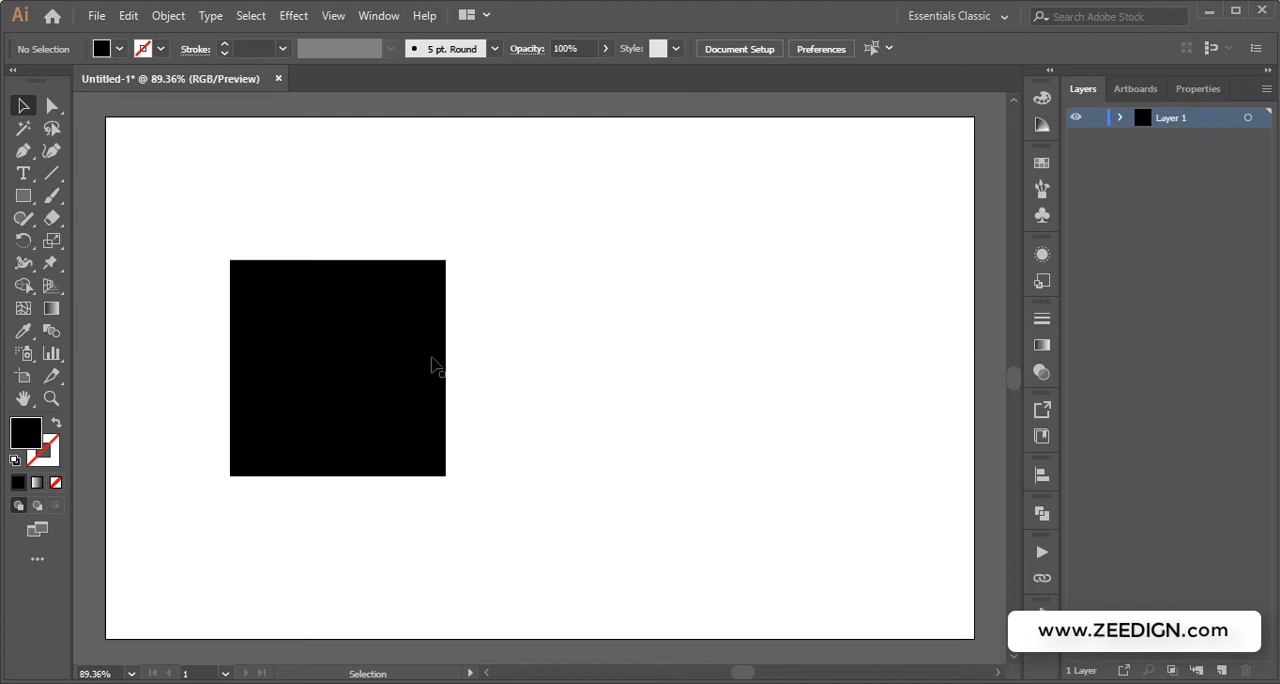 Ai File Edit Object Type Select Effect View Window Help Essentials Classic Search Adobe Stock
No Selection Stroke: 5 pt. Round Opacity: 100% Style: Document Setup Preferences
Untitled-1* @ 89.36% (RGB/Preview)
Layers Artboards Properties
Layer 1
www.ZEEDIGN.com
89.36% 1 Selection 1 Layer